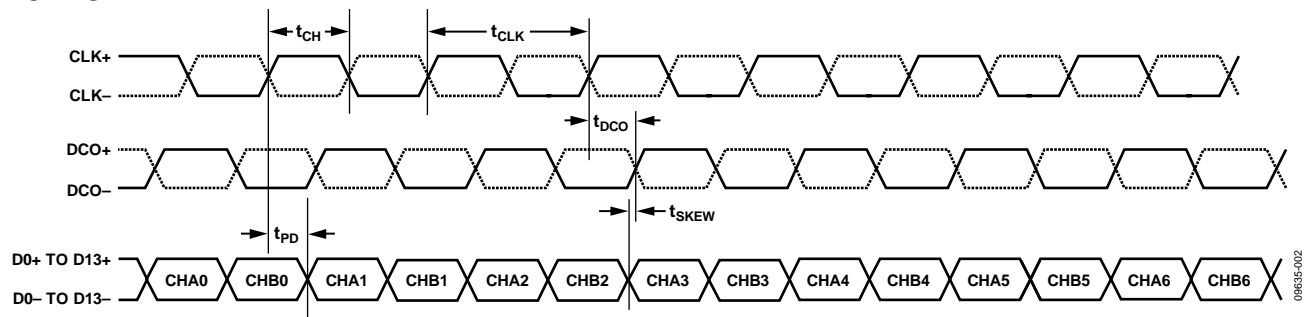 tCH
tCLK
CLK+
CLK–
tDCO
DCO+
DCO–
tSKEW
tPD
D0+ TO D13+
D0– TO D13–
CHA0 CHB0 CHA1 CHB1 CHA2 CHB2 CHA3 CHB3 CHA4 CHB4 CHA5 CHB5 CHA6 CHB6
09635-002